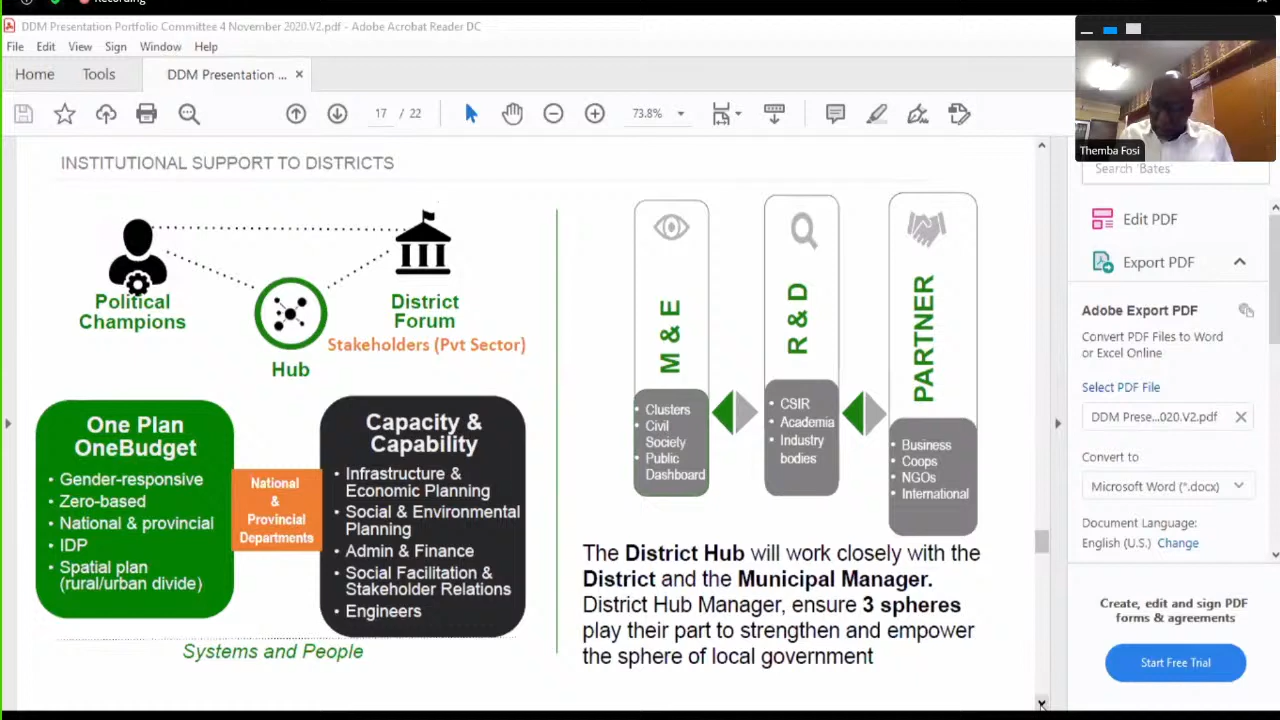 Recording
DDM Presentation Portfolio Committee 4 November 2020.V2.pdf - Adobe Acrobat Reader DC
File Edit View Sign Window Help
Home Tools DDM Presentation ... ×
17 / 22 73.8%
Themba Fosi
Search 'Bates'
Edit PDF
Export PDF
Adobe Export PDF
Convert PDF Files to Word
or Excel Online
Select PDF File
DDM Prese...020.V2.pdf
Convert to
Microsoft Word (*.docx)
Document Language:
English (U.S.) Change
Create, edit and sign PDF
forms & agreements
Start Free Trial
INSTITUTIONAL SUPPORT TO DISTRICTS
Political
Champions
District
Forum
Stakeholders (Pvt Sector)
Hub
One Plan
OneBudget
• Gender-responsive
• Zero-based
• National & provincial
• IDP
• Spatial plan
(rural/urban divide)
National
&
Provincial
Departments
Capacity &
Capability
• Infrastructure &
Economic Planning
• Social & Environmental
Planning
• Admin & Finance
• Social Facilitation &
Stakeholder Relations
• Engineers
Systems and People
M & E
• Clusters
• Civil
Society
• Public
Dashboard
R & D
• CSIR
• Academia
• Industry
bodies
PARTNER
• Business
• Coops
• NGOs
• International
The District Hub will work closely with the
District and the Municipal Manager.
District Hub Manager, ensure 3 spheres
play their part to strengthen and empower
the sphere of local government